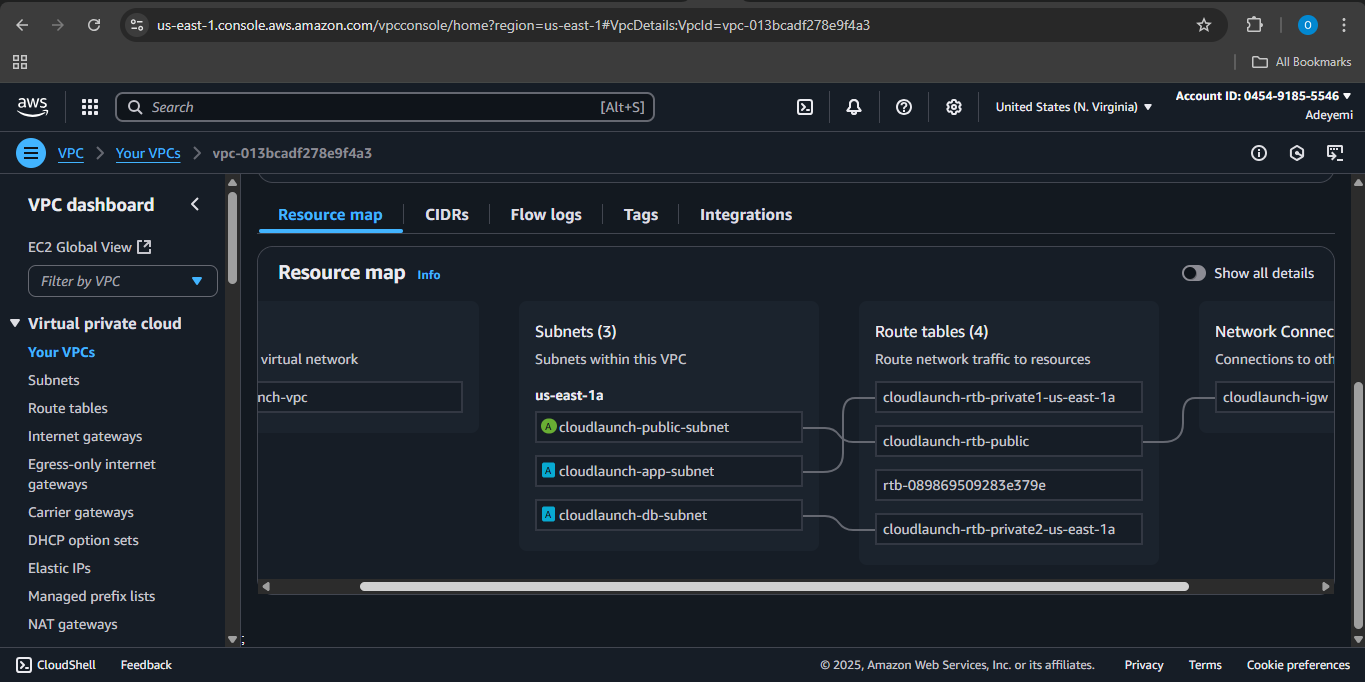 us-east-1.console.aws.amazon.com/vpcconsole/home?region=us-east-1#VpcDetails:VpcId=vpc-013bcadf278e9f4a3
O
All Bookmarks
aws
Search
[Alt+S]
United States (N. Virginia)
Account ID: 0454-9185-5546
Adeyemi
VPC
Your VPCs
vpc-013bcadf278e9f4a3
VPC dashboard
EC2 Global View
Filter by VPC
Virtual private cloud
Your VPCs
Subnets
Route tables
Internet gateways
Egress-only internet
gateways
Carrier gateways
DHCP option sets
Elastic IPs
Managed prefix lists
NAT gateways
Resource map
CIDRs
Flow logs
Tags
Integrations
Resource map
Info
Show all details
virtual network
nch-vpc
Subnets (3)
Subnets within this VPC
us-east-1a
A
cloudlaunch-public-subnet
A
cloudlaunch-app-subnet
A
cloudlaunch-db-subnet
Route tables (4)
Route network traffic to resources
cloudlaunch-rtb-private1-us-east-1a
cloudlaunch-rtb-public
rtb-089869509283e379e
cloudlaunch-rtb-private2-us-east-1a
Network Connec
Connections to oth
cloudlaunch-igw
;
CloudShell
Feedback
© 2025, Amazon Web Services, Inc. or its affiliates.
Privacy
Terms
Cookie preferences